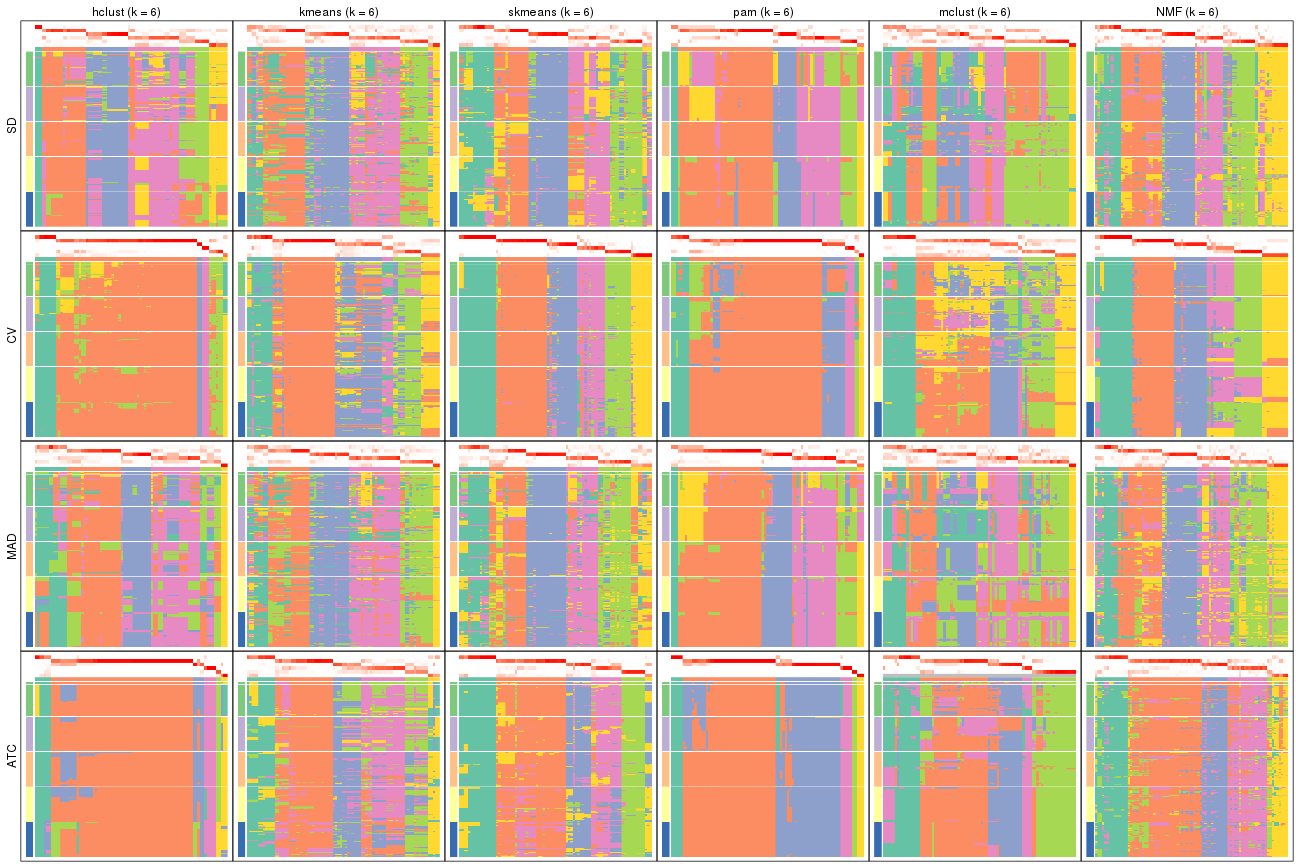 hclust (k = 6) kmeans (k = 6) skmeans (k = 6) pam (k = 6) mclust (k = 6) NMF (k = 6)
SD
CV
MAD
ATC